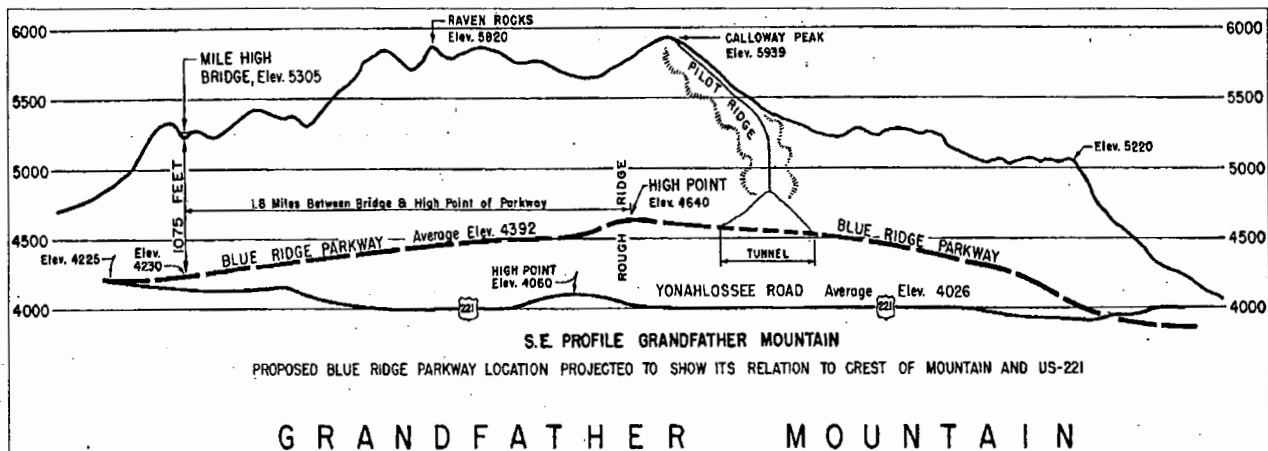 6000
5500
5000
4500
4000
6000
5500
5000
4500
4000
RAVEN ROCKS
Elev. 5820
MILE HIGH
BRIDGE, Elev. 5305
CALLOWAY PEAK
Elev. 5939
PILOT RIDGE
Elev. 5220
1075 FEET
1.8 Miles Between Bridge & High Point of Parkway
ROUGH RIDGE
HIGH POINT
Elev. 4640
Elev. 4225
Elev.
4230
BLUE RIDGE PARKWAY Average Elev. 4392
BLUE RIDGE PARKWAY
TUNNEL
HIGH POINT
Elev. 4060
221
YONAHLOSSEE ROAD Average Elev. 4026
221
S.E. PROFILE GRANDFATHER MOUNTAIN
PROPOSED BLUE RIDGE PARKWAY LOCATION PROJECTED TO SHOW ITS RELATION TO CREST OF MOUNTAIN AND US-221
GRANDFATHER MOUNTAIN